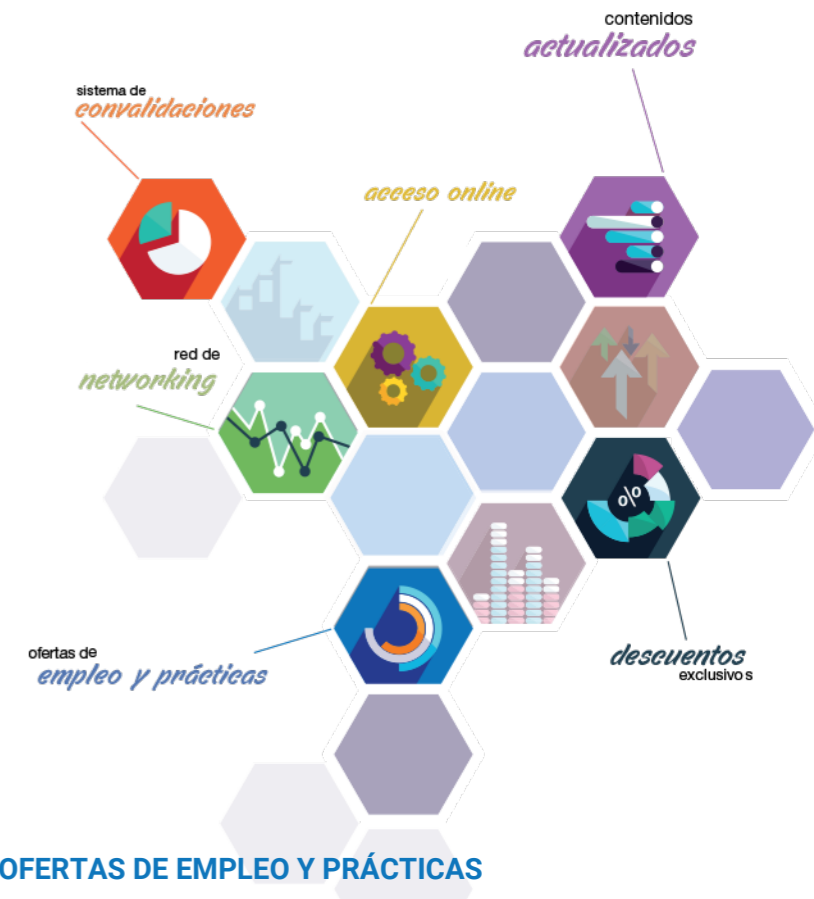 contenidos
actualizados
sistema de
convalidaciones
acceso online
red de
networking
%
ofertas de
empleo y prácticas
descuentos
exclusivos
OFERTAS DE EMPLEO Y PRÁCTICAS